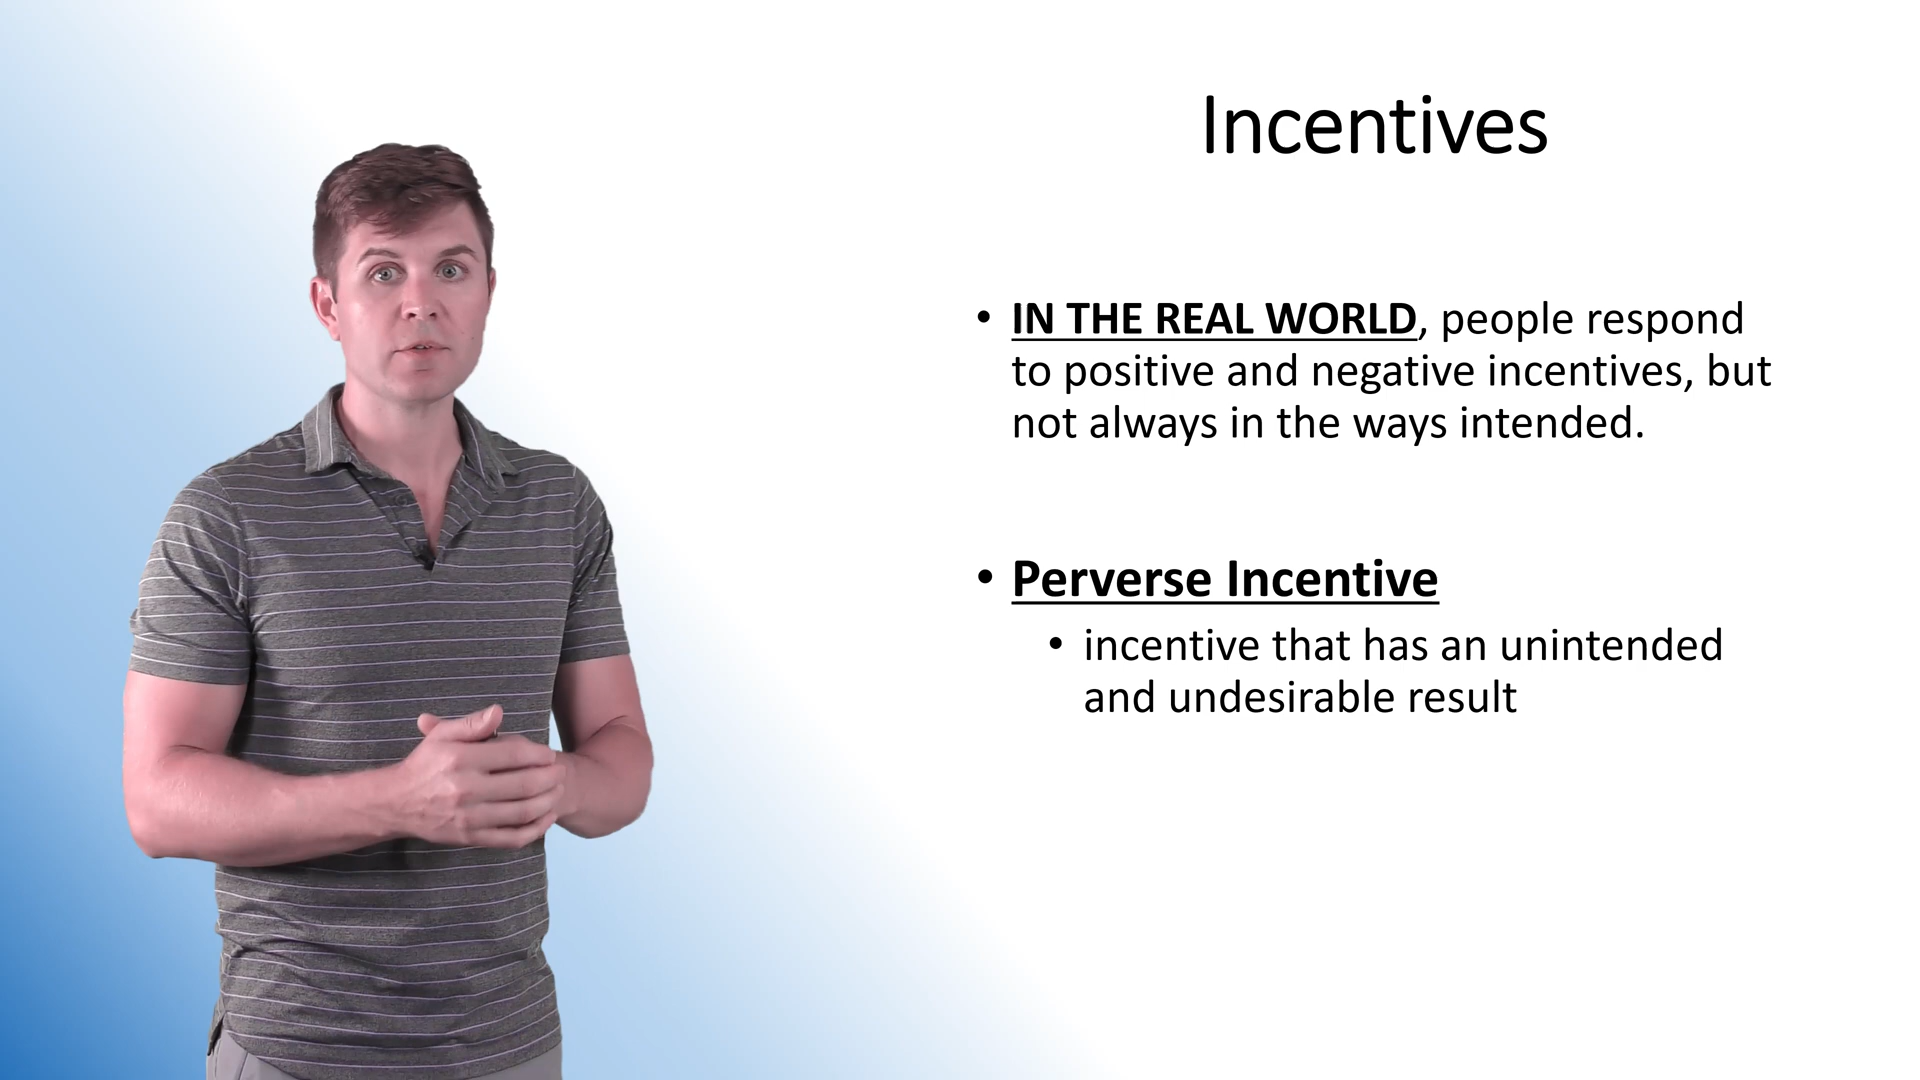 Incentives
• IN THE REAL WORLD, people respond
to positive and negative incentives, but
not always in the ways intended.
• Perverse Incentive
• incentive that has an unintended
and undesirable result